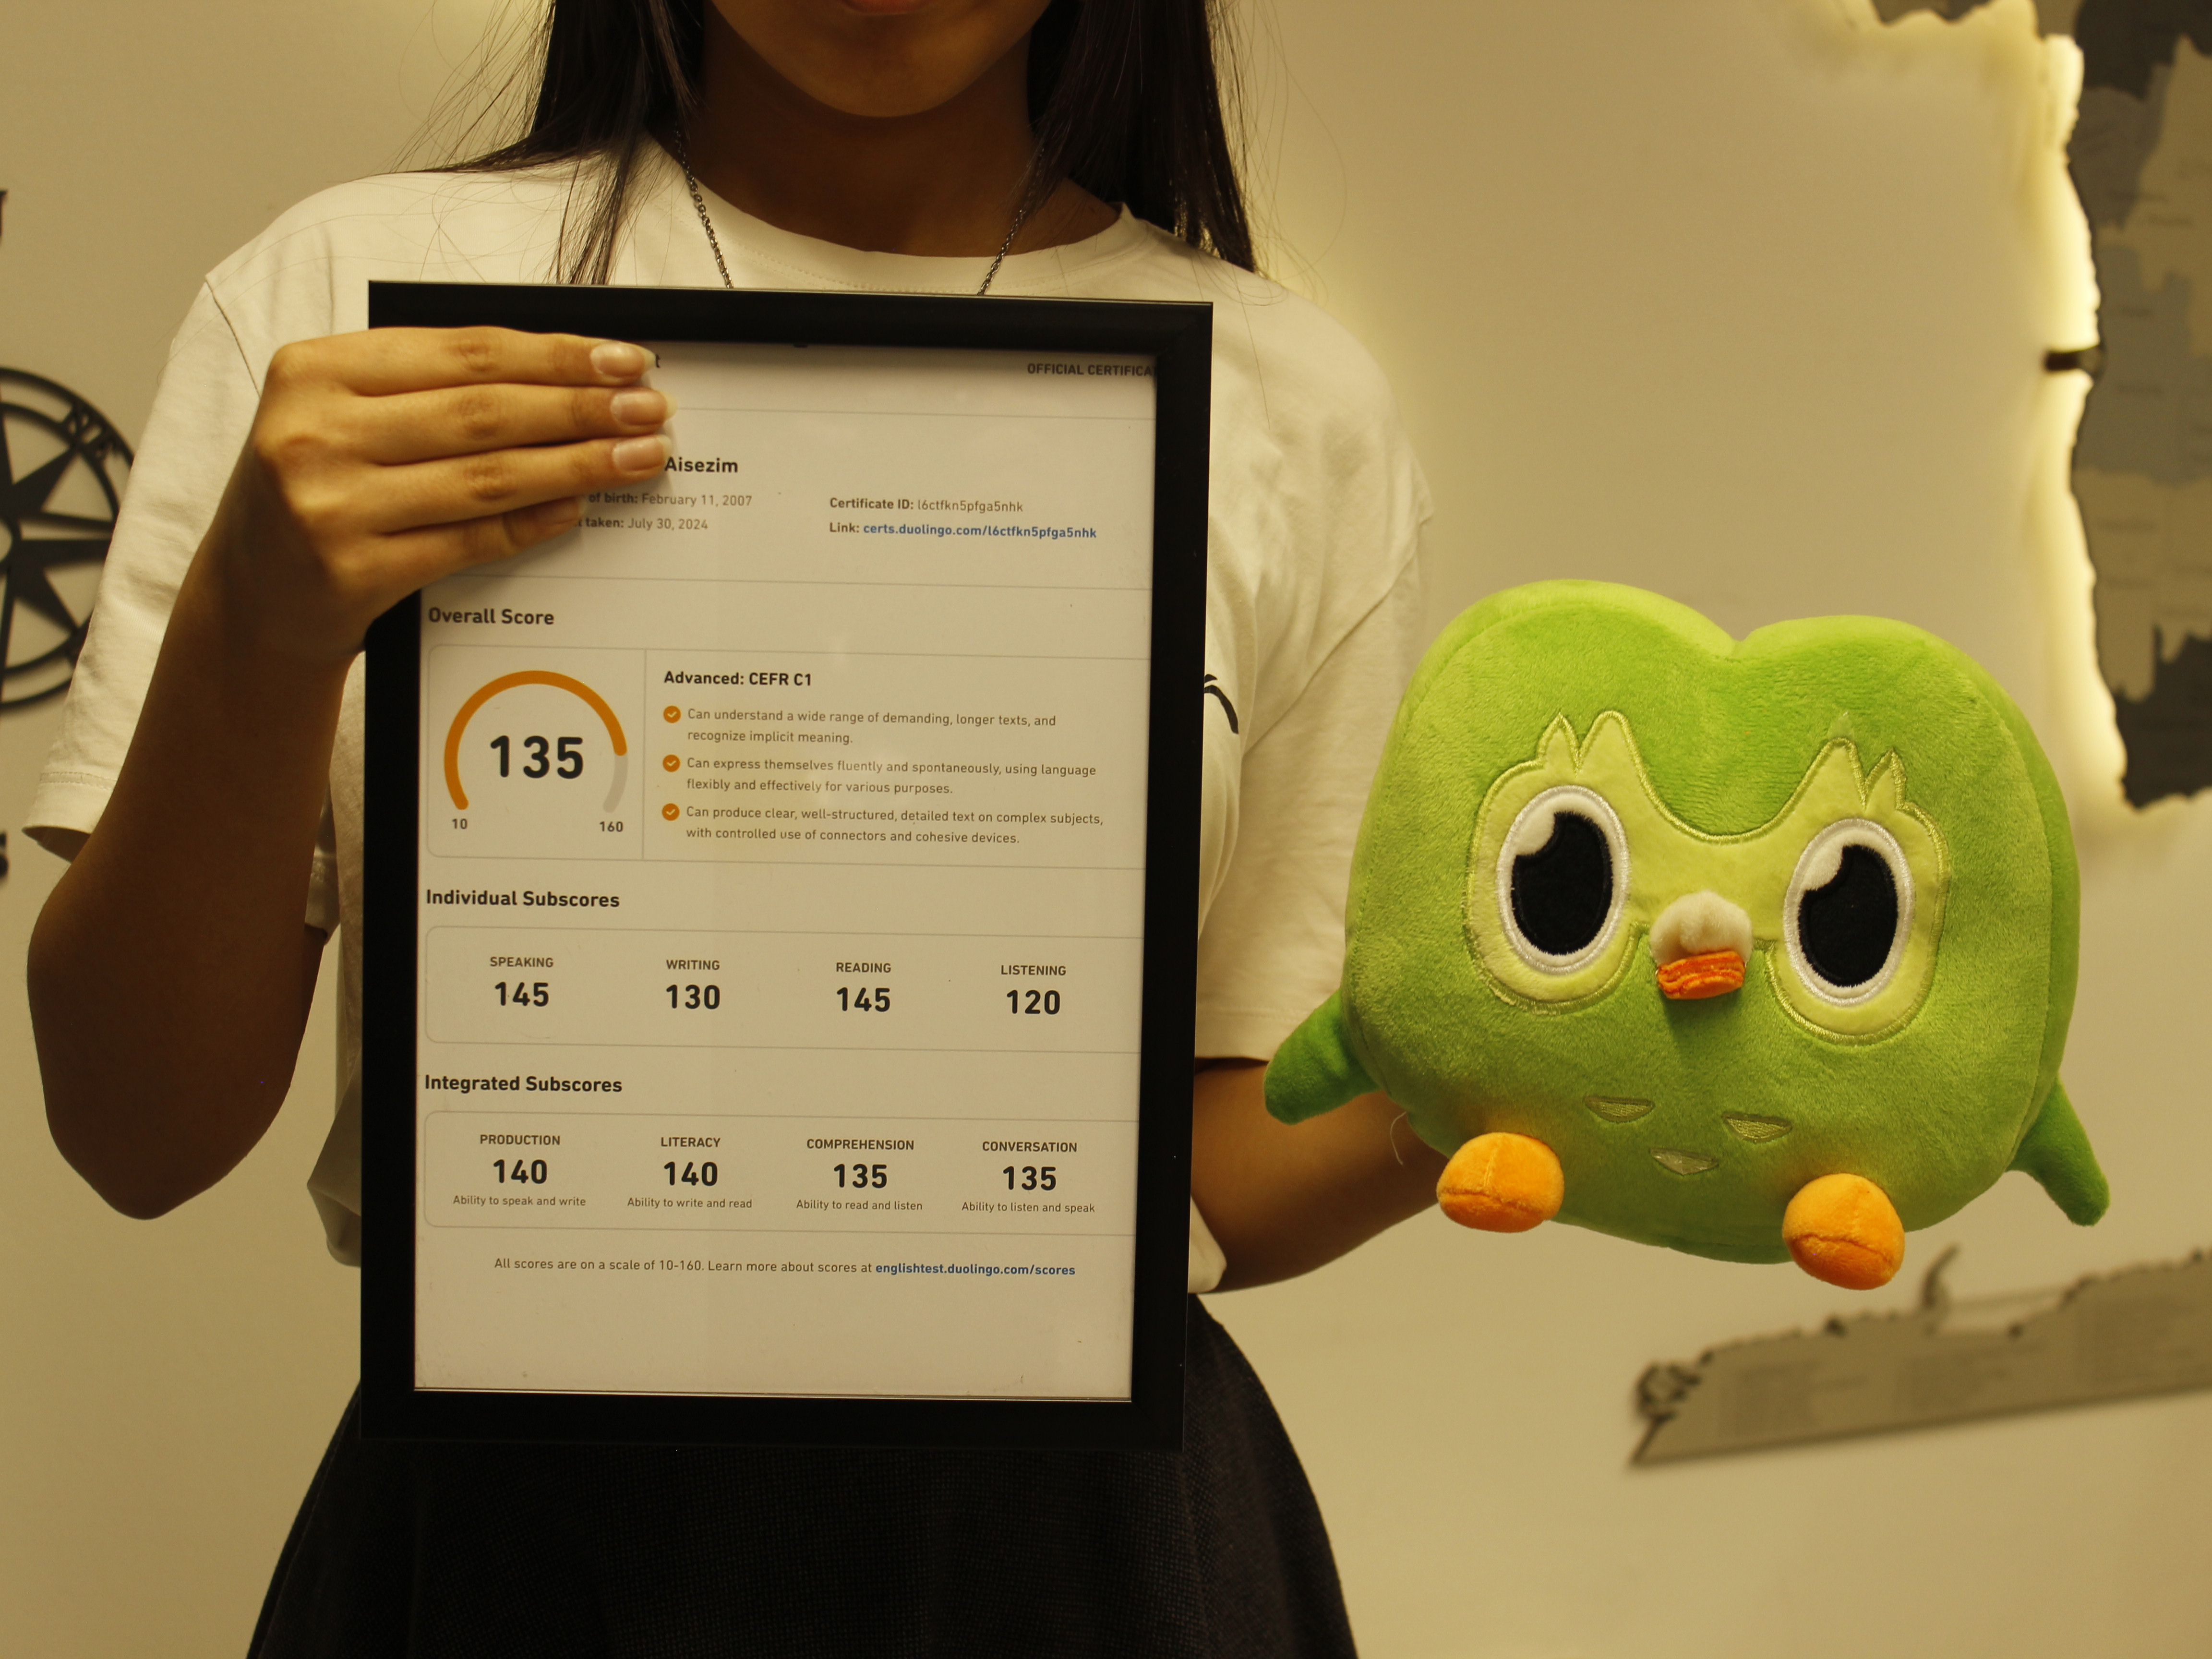 OFFICIAL CERTIFICA
Aisezim
of birth: February 11, 2007
taken: July 30, 2024
Certificate ID: l6ctfkn5pfga5nhk
Link: certs.duolingo.com/l6ctfkn5pfga5nhk
Overall Score
135
10
160
Advanced: CEFR C1
Can understand a wide range of demanding, longer texts, and
recognize implicit meaning.
Can express themselves fluently and spontaneously, using language
flexibly and effectively for various purposes.
Can produce clear, well-structured, detailed text on complex subjects,
with controlled use of connectors and cohesive devices.
Individual Subscores
SPEAKING WRITING READING LISTENING
145 130 145 120
Integrated Subscores
PRODUCTION LITERACY COMPREHENSION CONVERSATION
140 140 135 135
Ability to speak and write Ability to write and read Ability to read and listen Ability to listen and speak
All scores are on a scale of 10-160. Learn more about scores at englishtest.duolingo.com/scores